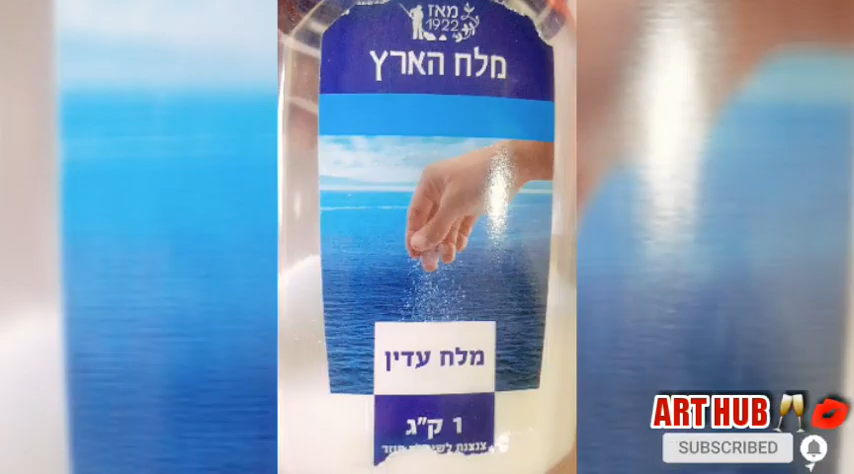 מאז
1922
מלח הארץ
מלח עדין
1 ק"ג
ART HUB
SUBSCRIBED